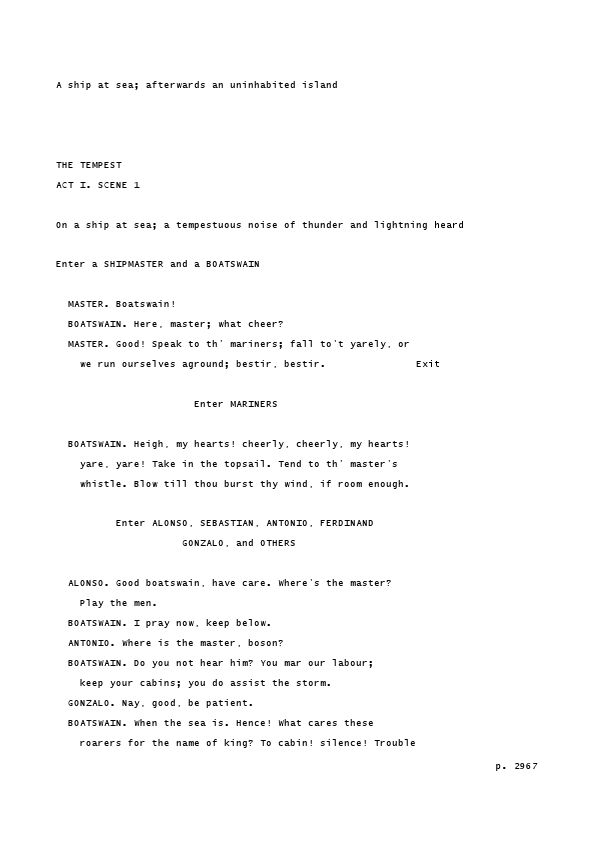 A ship at sea; afterwards an uninhabited island
THE TEMPEST
ACT I. SCENE 1
On a ship at sea; a tempestuous noise of thunder and lightning heard
Enter a SHIPMASTER and a BOATSWAIN
MASTER. Boatswain!
BOATSWAIN. Here, master; what cheer?
MASTER. Good! Speak to th' mariners; fall to't yarely, or
we run ourselves aground; bestir, bestir. Exit
Enter MARINERS
BOATSWAIN. Heigh, my hearts! cheerly, cheerly, my hearts!
yare, yare! Take in the topsail. Tend to th' master's
whistle. Blow till thou burst thy wind, if room enough.
Enter ALONSO, SEBASTIAN, ANTONIO, FERDINAND
GONZALO, and OTHERS
ALONSO. Good boatswain, have care. Where's the master?
Play the men.
BOATSWAIN. I pray now, keep below.
ANTONIO. Where is the master, boson?
BOATSWAIN. Do you not hear him? You mar our labour;
keep your cabins; you do assist the storm.
GONZALO. Nay, good, be patient.
BOATSWAIN. When the sea is. Hence! What cares these
roarers for the name of king? To cabin! silence! Trouble
p. 2967